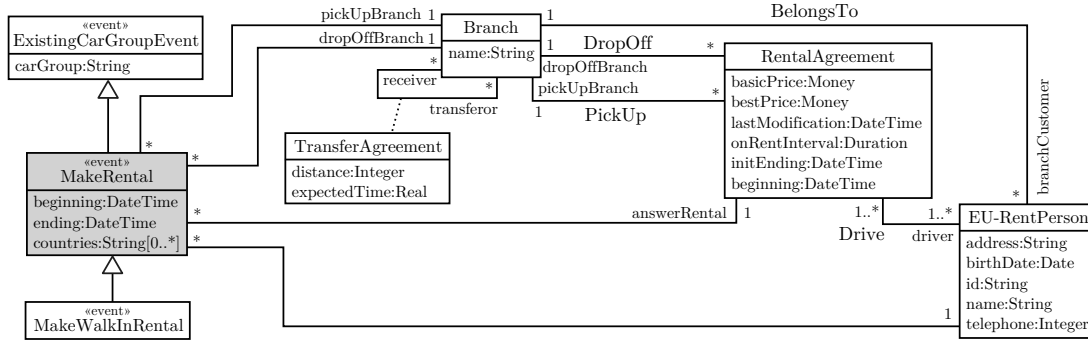 «event»
ExistingCarGroupEvent
carGroup:String
pickUpBranch
1
dropOffBranch
1
Branch
name:String
1
BelongsTo
1
DropOff
*
dropOffBranch
pickUpBranch
*
1
PickUp
*
receiver
*
transferor
TransferAgreement
distance:Integer
expectedTime:Real
RentalAgreement
basicPrice:Money
bestPrice:Money
lastModification:DateTime
onRentInterval:Duration
initEnding:DateTime
beginning:DateTime
branchCustomer
*
*
*
«event»
MakeRental
beginning:DateTime
ending:DateTime
countries:String[0..*]
*
answerRental
1
*
1..*
1..*
Drive
driver
EU-RentPerson
address:String
birthDate:Date
id:String
name:String
telephone:Integer
1
«event»
MakeWalkInRental